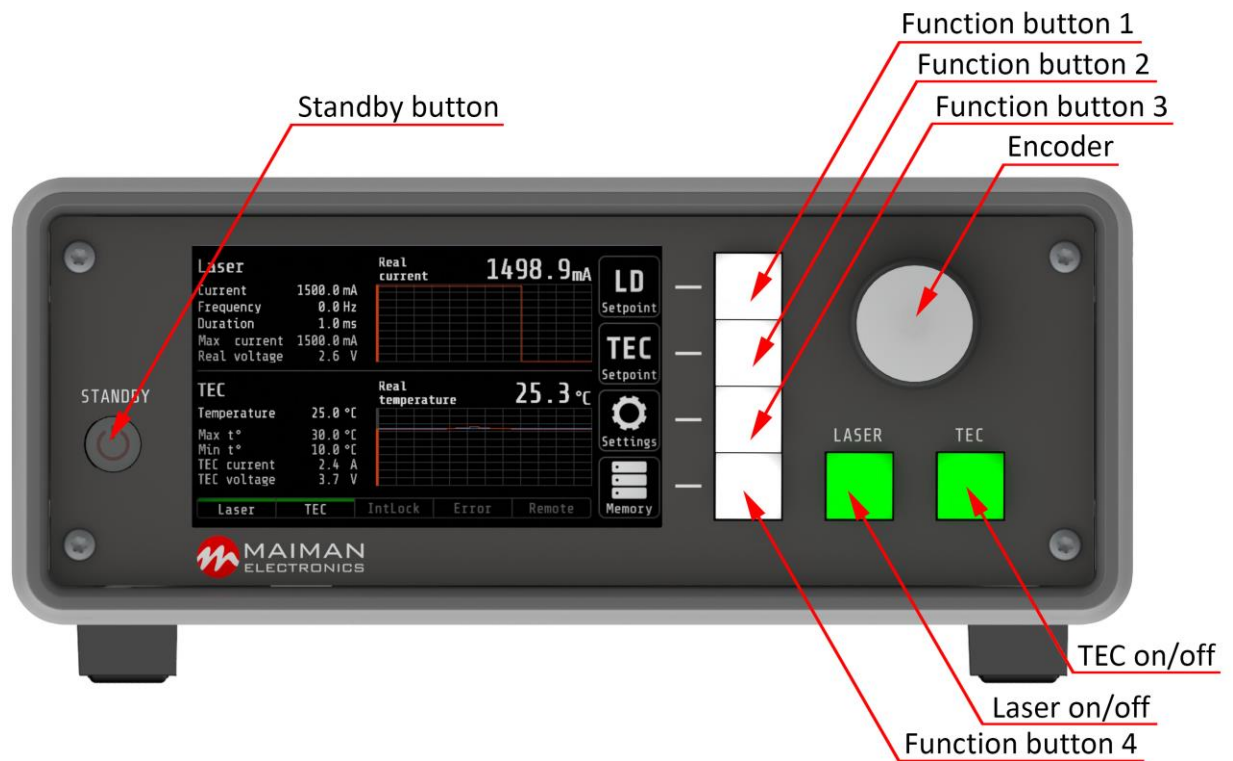 Function button 1
Function button 2
Function button 3
Encoder
Standby button
STANDBY
Laser
Real current 1498.9mA
Current 1500.0 mA
Frequency 0.0 Hz
Duration 1.0 ms
Max current 1500.0 mA
Real voltage 2.6 V
TEC
Real temperature 25.3 °C
Temperature 25.0 °C
Max t° 30.0 °C
Min t° 10.0 °C
TEC current 2.4 A
TEC voltage 3.7 V
Laser TEC IntLock Error Remote
LD
Setpoint
TEC
Setpoint
Settings
Memory
LASER TEC
MAIMAN
ELECTRONICS
TEC on/off
Laser on/off
Function button 4